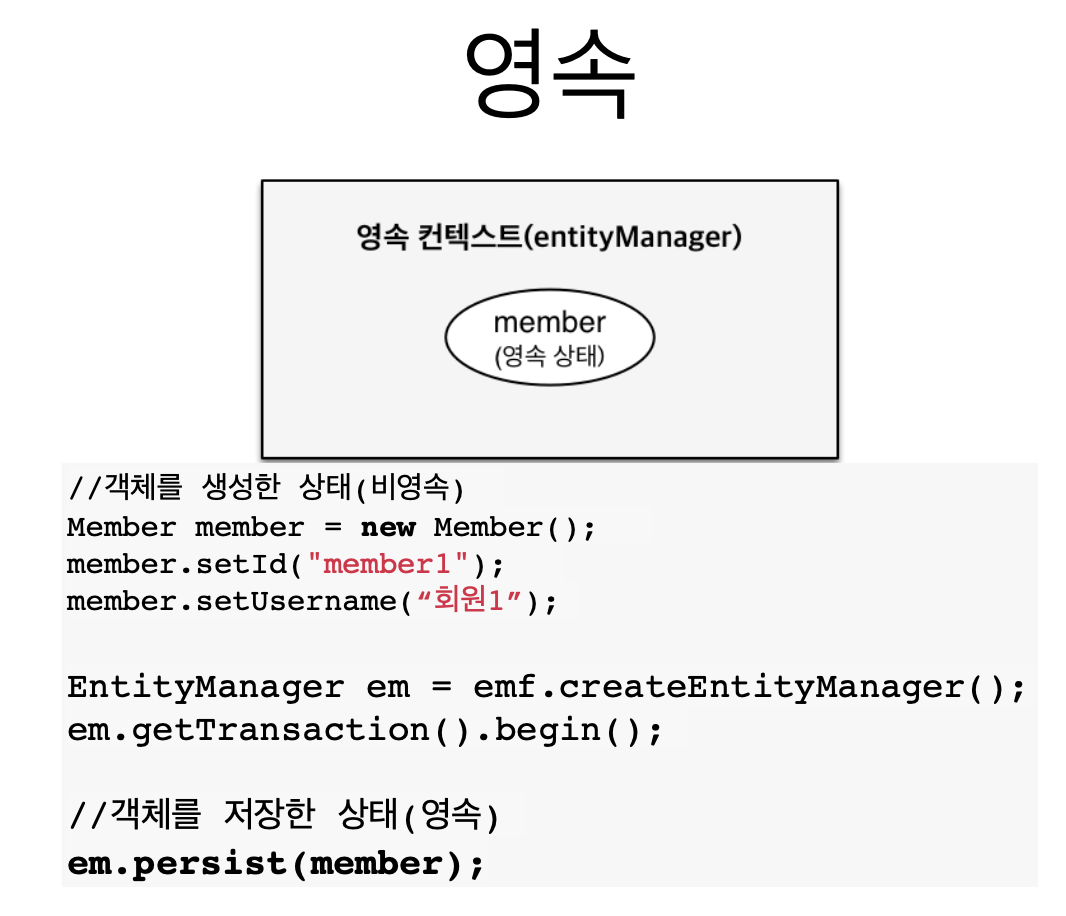 영속
영속 컨텍스트(entityManager)
member
(영속 상태)
//객체를 생성한 상태(비영속)
Member member = new Member();
member.setId("member1");
member.setUsername(“회원1”);
EntityManager em = emf.createEntityManager();
em.getTransaction().begin();
//객체를 저장한 상태(영속)
em.persist(member);